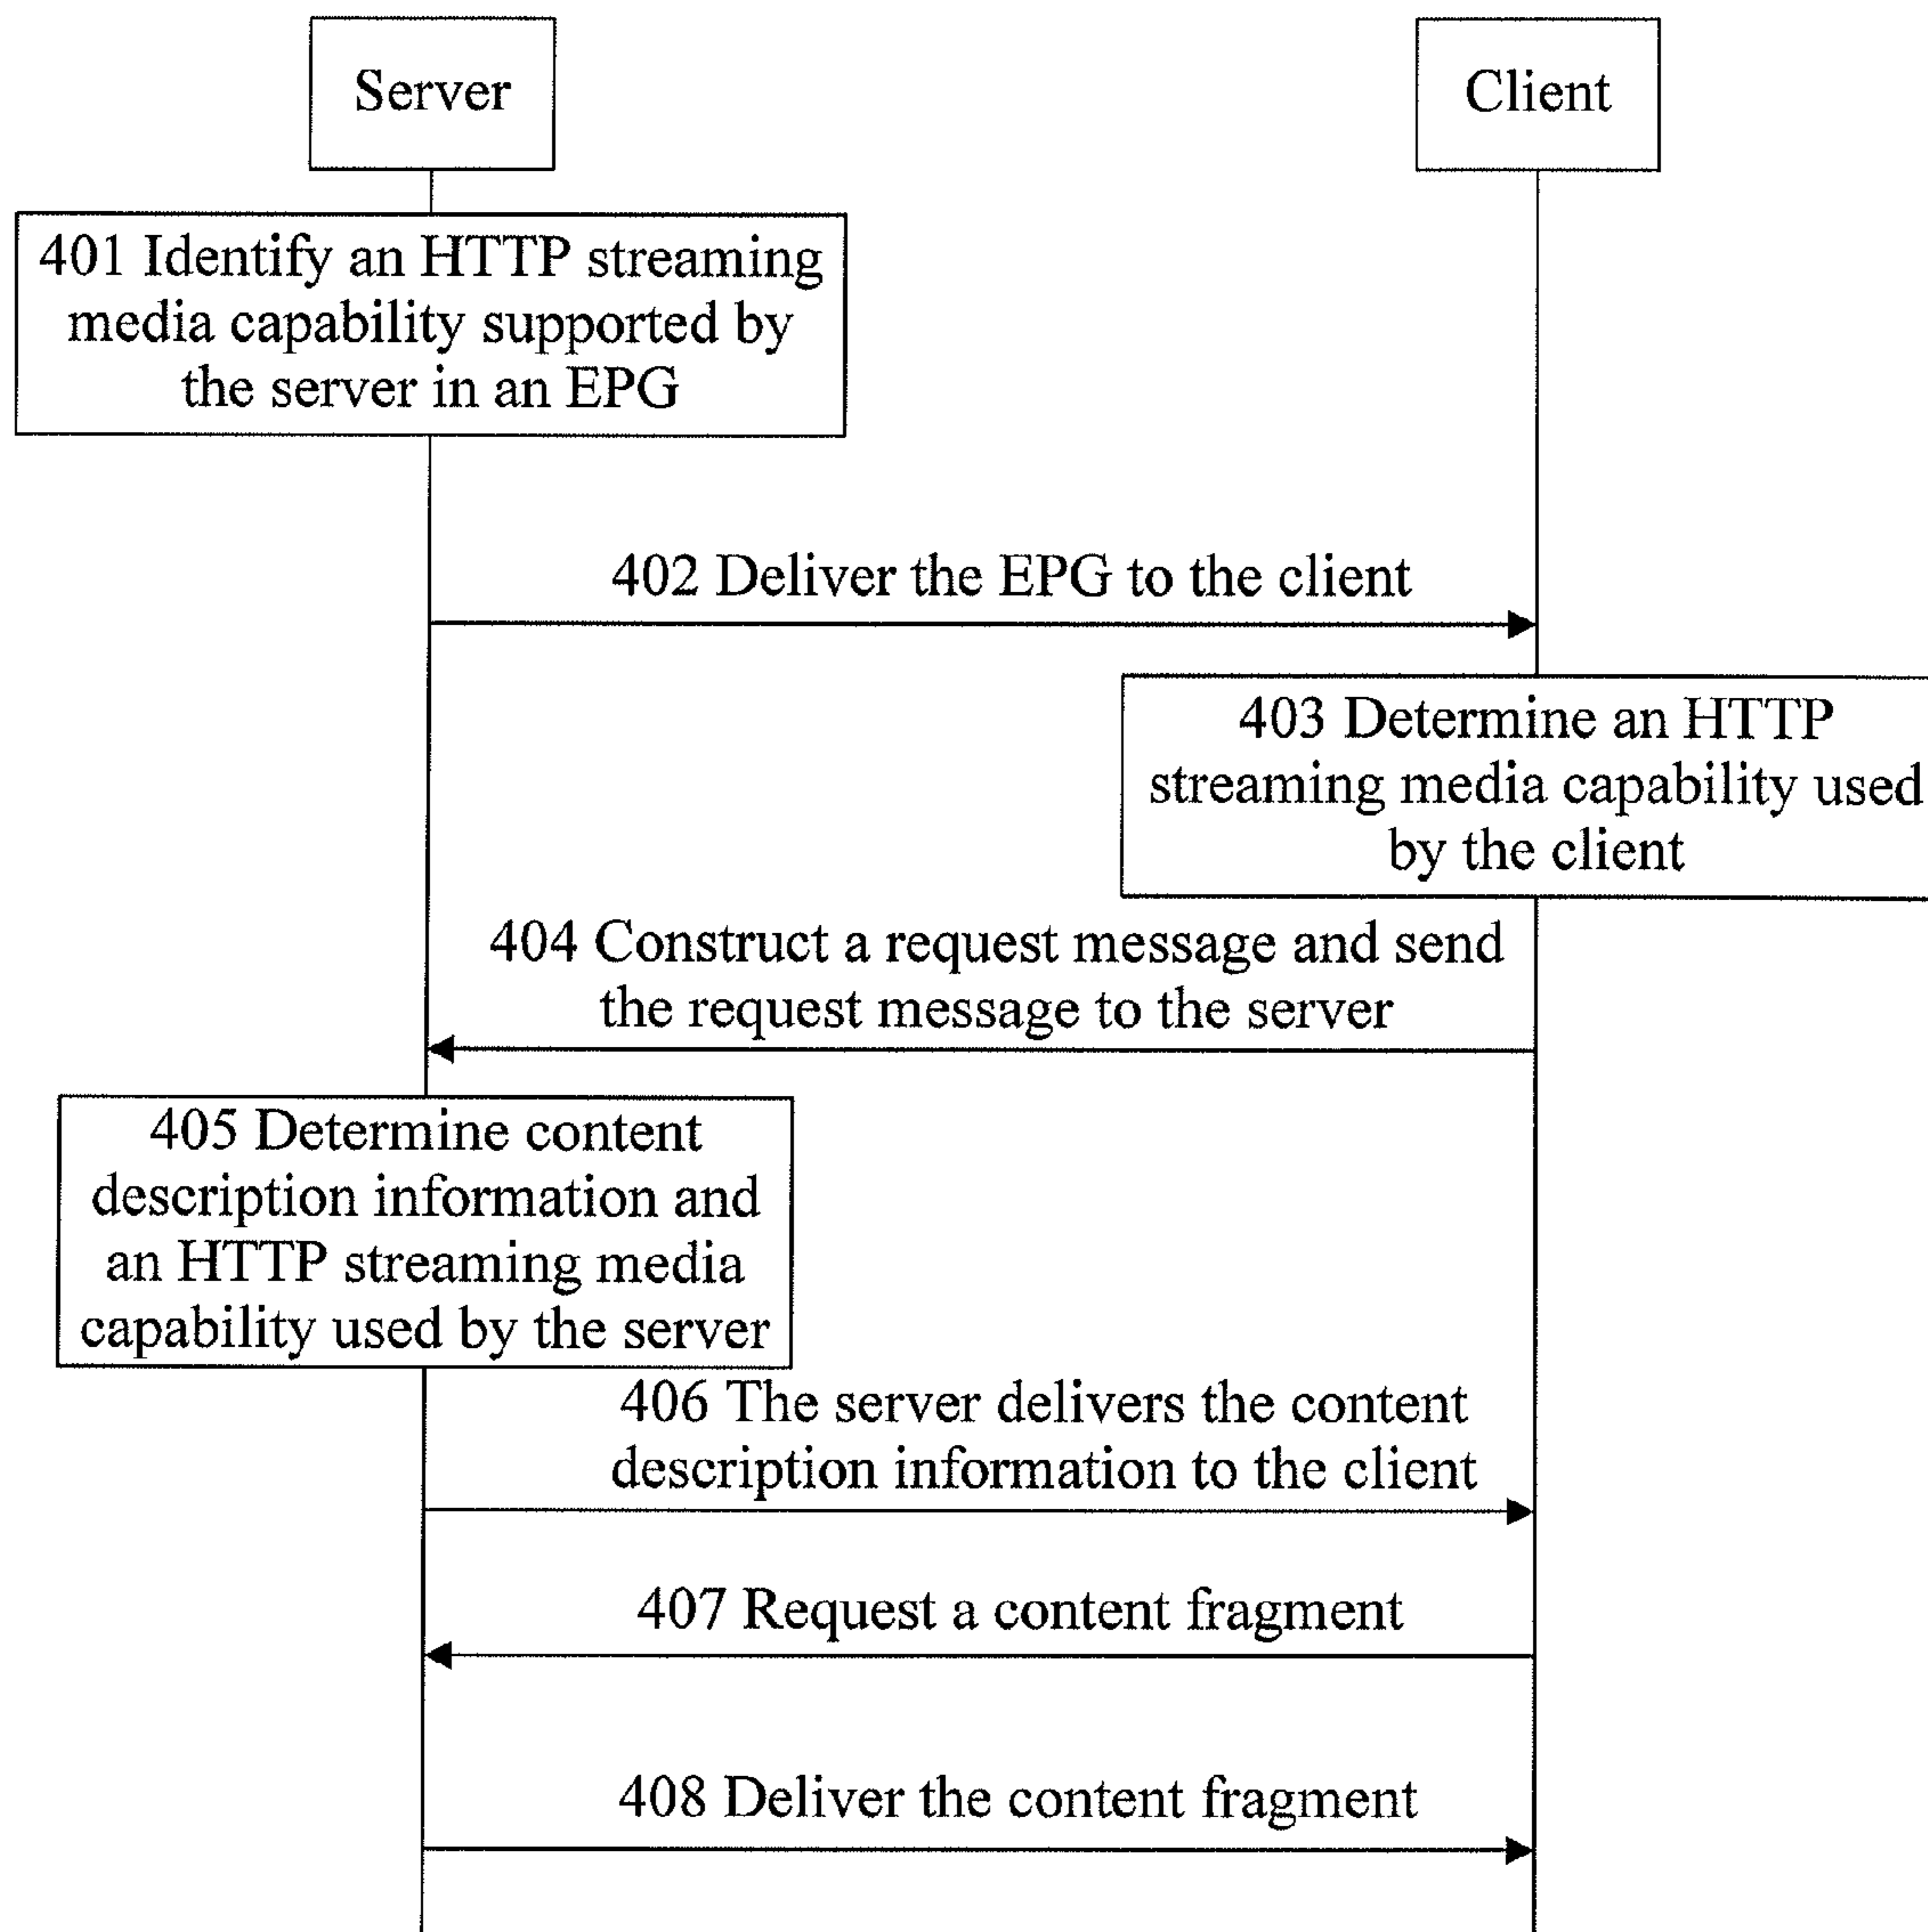 Server
Client
401 Identify an HTTP streaming
media capability supported by
the server in an EPG
402 Deliver the EPG to the client
403 Determine an HTTP
streaming media capability used
by the client
404 Construct a request message and send
the request message to the server
405 Determine content
description information and
an HTTP streaming media
capability used by the server
406 The server delivers the content
description information to the client
407 Request a content fragment
408 Deliver the content fragment